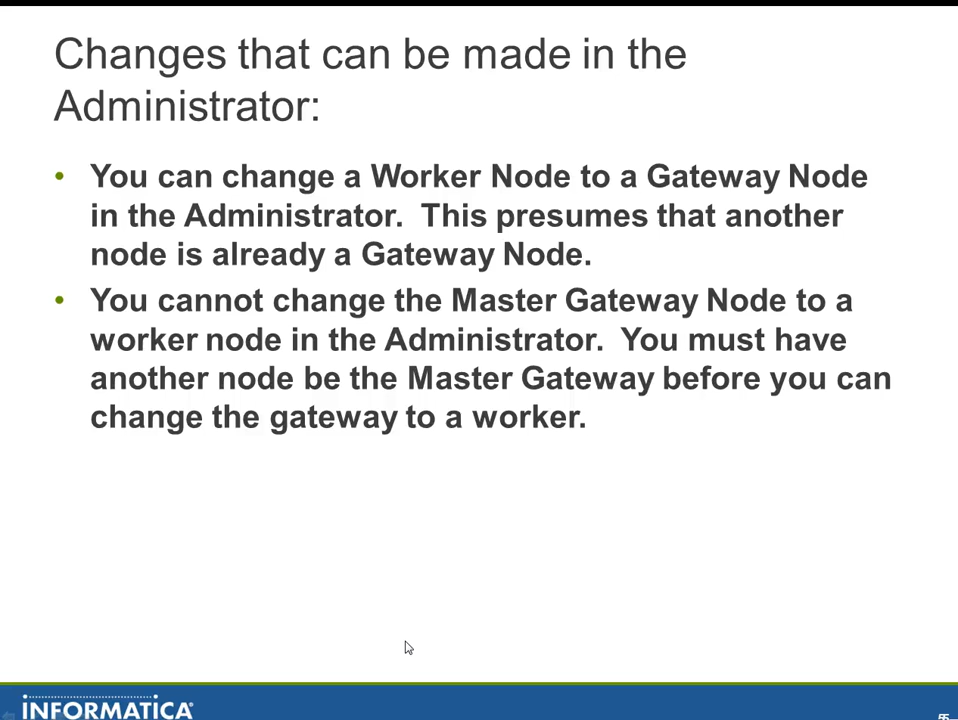 Changes that can be made in the
Administrator:
• You can change a Worker Node to a Gateway Node
in the Administrator.  This presumes that another
node is already a Gateway Node.
• You cannot change the Master Gateway Node to a
worker node in the Administrator.  You must have
another node be the Master Gateway before you can
change the gateway to a worker.
INFORMATICA